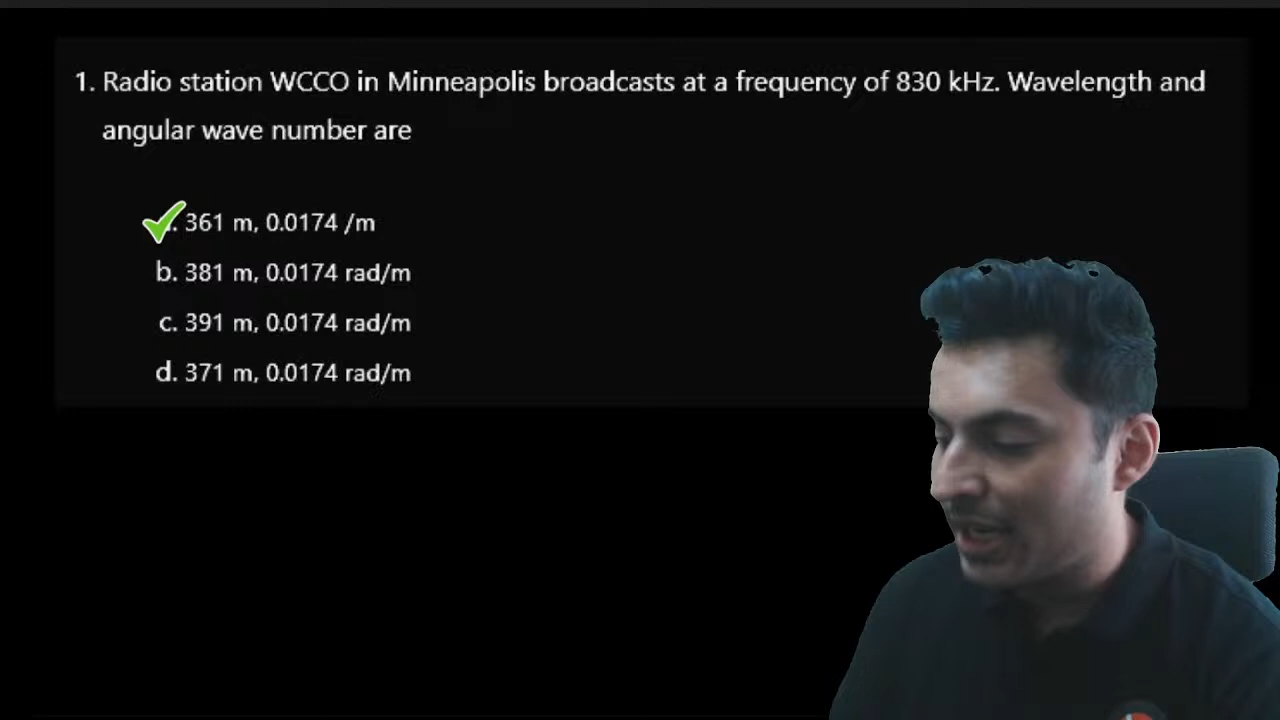 1. Radio station WCCO in Minneapolis broadcasts at a frequency of 830 kHz. Wavelength and
angular wave number are
. 361 m, 0.0174 /m
b. 381 m, 0.0174 rad/m
c. 391 m, 0.0174 rad/m
d. 371 m, 0.0174 rad/m